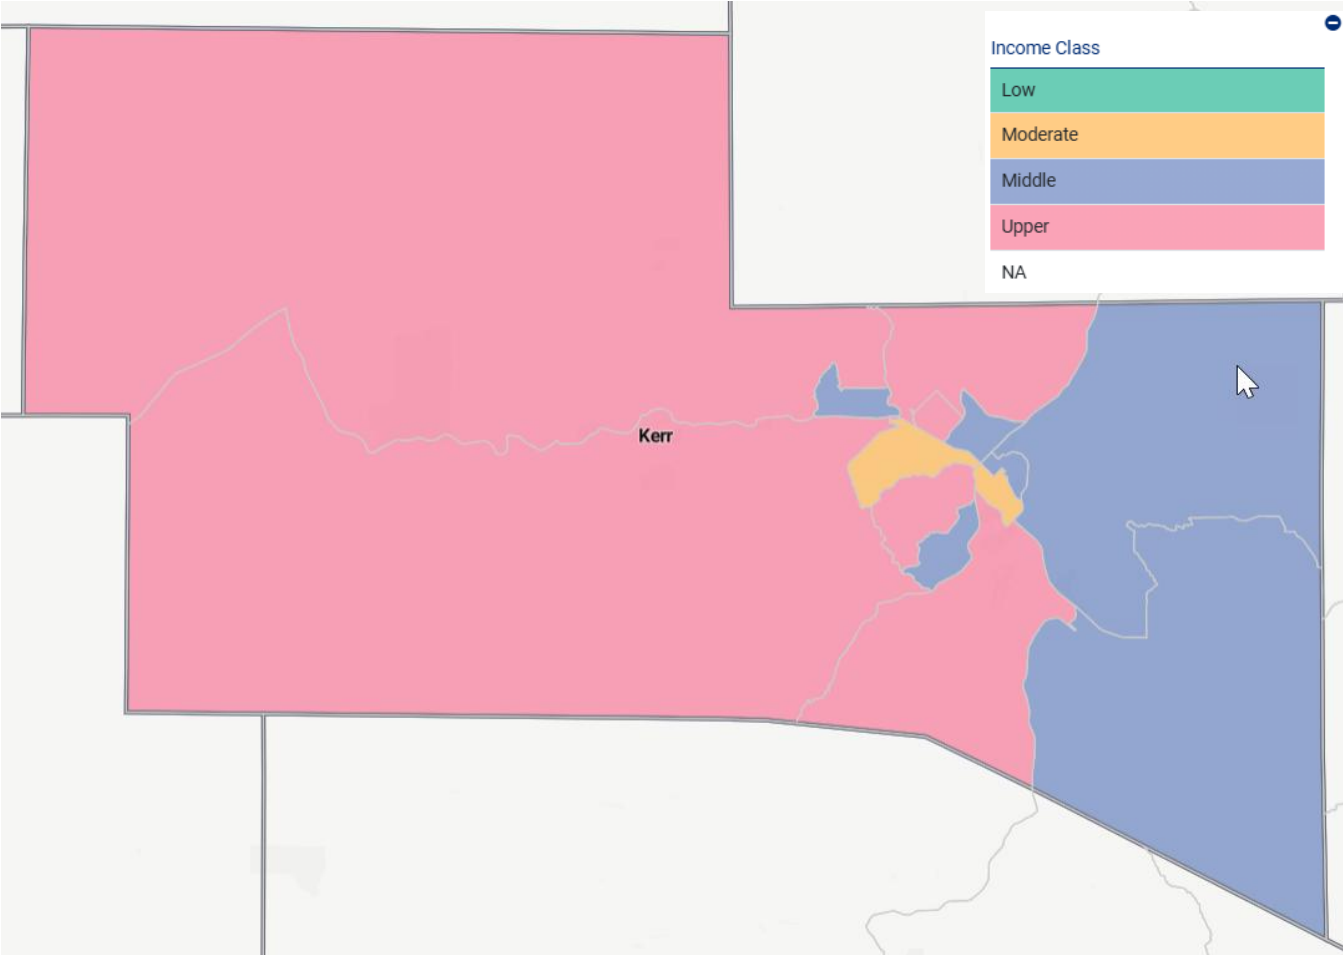 Income Class
Low
Moderate
Middle
Upper
NA
Kerr